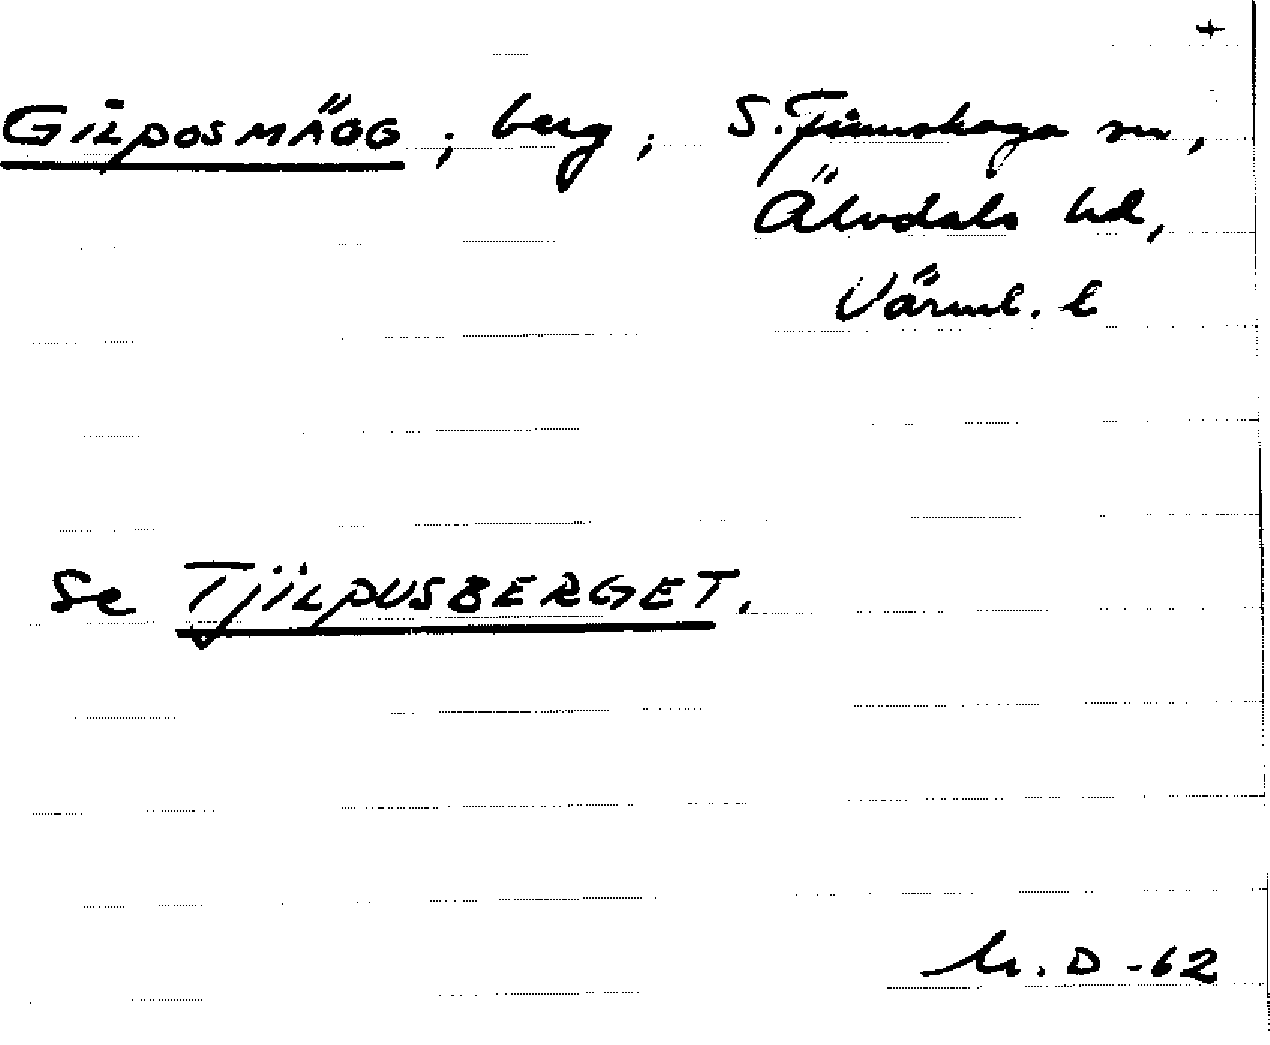 +
GILPOSMÄGG, berg, S. Finnskoga sn,
Älvdals hd,
Värml. l
Se TJILPUSBERGET.
M. D -62